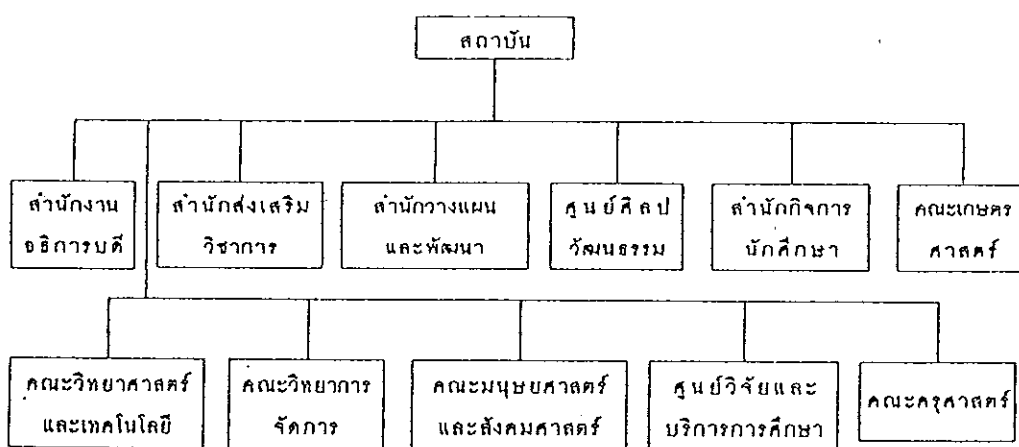 สถาบัน
สำนักงาน
อธิการบดี
สำนักส่งเสริม
วิชาการ
สำนักวางแผน
และพัฒนา
ศูนย์ศิลป
วัฒนธรรม
สำนักกิจการ
นักศึกษา
คณะเกษตร
ศาสตร์
คณะวิทยาศาสตร์
และเทคโนโลยี
คณะวิทยาการ
จัดการ
คณะมนุษยศาสตร์
และสังคมศาสตร์
ศูนย์วิจัยและ
บริการการศึกษา
คณะครุศาสตร์